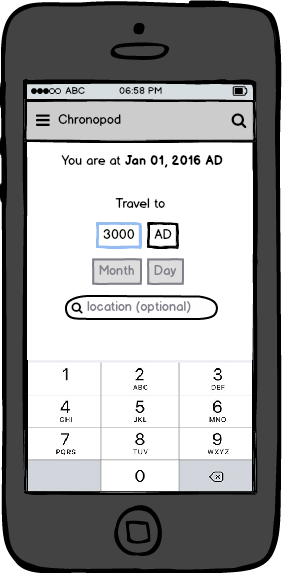 ABC 06:58 PM
Chronopod
You are at Jan 01, 2016 AD
Travel to
3000 AD
Month Day
location (optional)
1 2 3
ABC DEF
4 5 6
GHI JKL MNO
7 8 9
PQRS TUV WXYZ
0